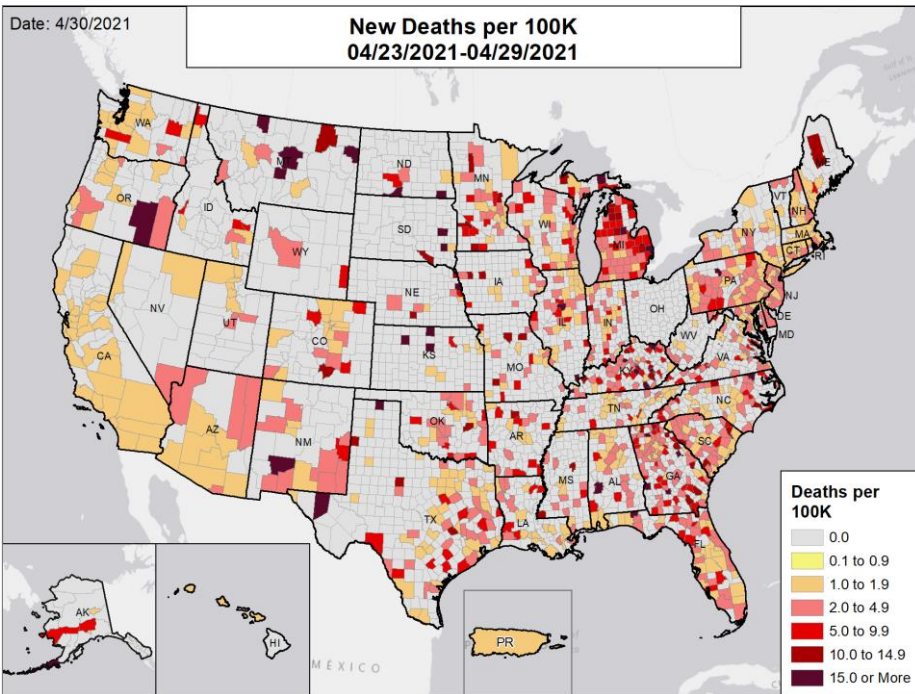 Date: 4/30/2021
New Deaths per 100K
04/23/2021-04/29/2021
WA
MT
ND
MN
ME
OR
ID
SD
WI
MI
VT
NH
NY
MA
CT
RI
WY
NE
IA
PA
NJ
NV
UT
CO
KS
IL
IN
OH
DE
MD
WV
VA
CA
MO
KY
AZ
NM
OK
AR
TN
NC
SC
TX
LA
MS
AL
GA
FL
AK
HI
PR
MÉXICO
Deaths per
100K
0.0
0.1 to 0.9
1.0 to 1.9
2.0 to 4.9
5.0 to 9.9
10.0 to 14.9
15.0 or More